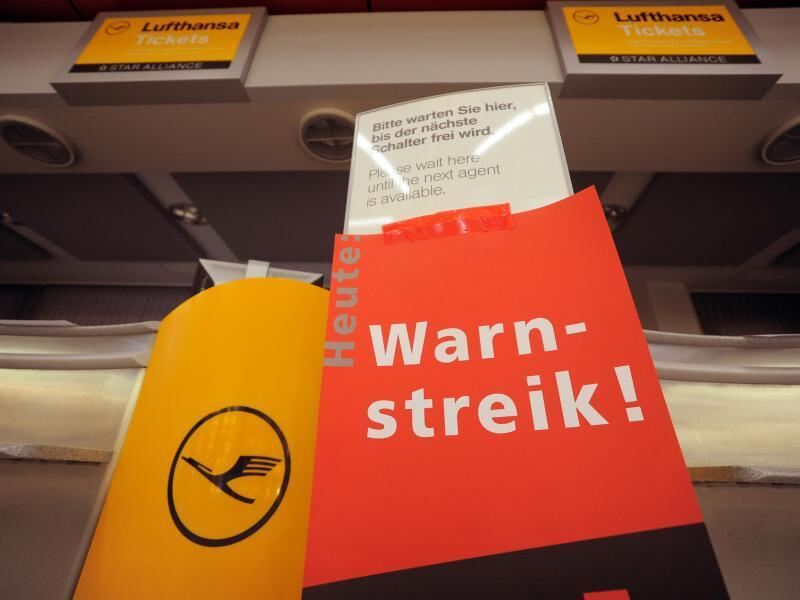 Lufthansa
Tickets
STAR ALLIANCE
Lufthansa
Tickets
STAR ALLIANCE
Bitte warten Sie hier,
bis der nächste
Schalter frei wird.
Please wait here
until the next agent
is available.
Heute:
Warn-
streik!